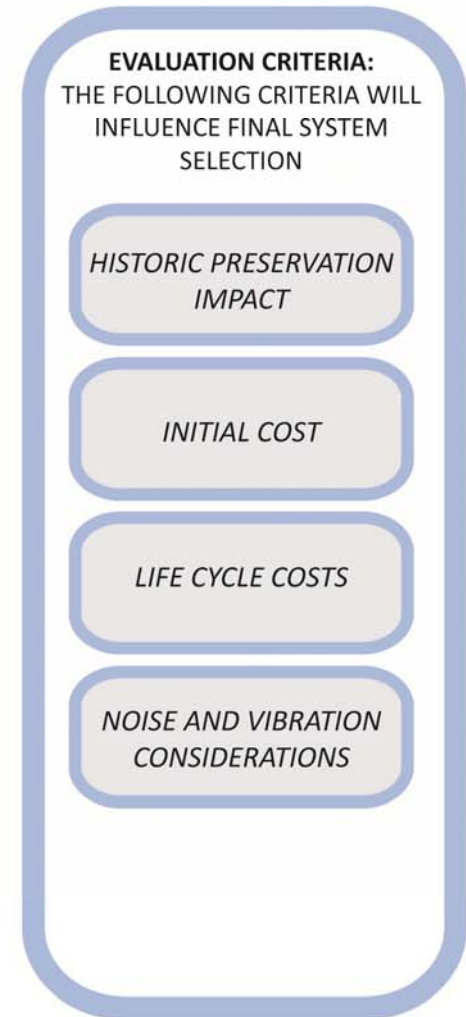 EVALUATION CRITERIA:
THE FOLLOWING CRITERIA WILL
INFLUENCE FINAL SYSTEM
SELECTION
HISTORIC PRESERVATION
IMPACT
INITIAL COST
LIFE CYCLE COSTS
NOISE AND VIBRATION
CONSIDERATIONS